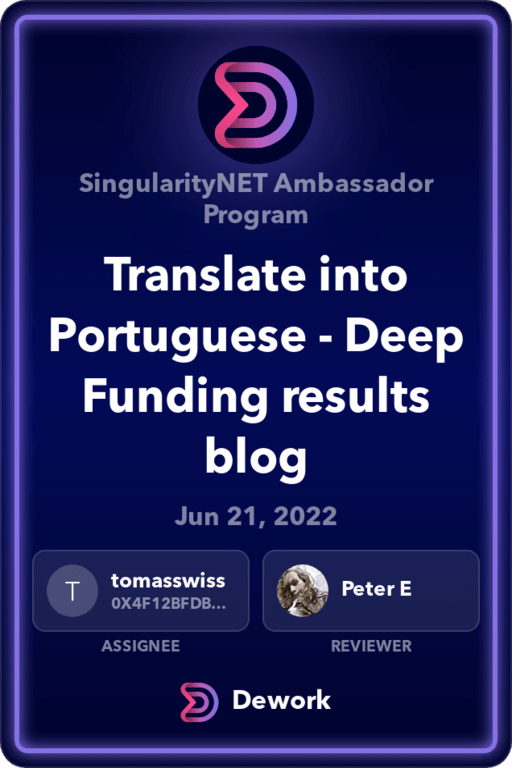 SingularityNET Ambassador
Program
Translate into
Portuguese - Deep
Funding results
blog
Jun 21, 2022
T
tomasswiss
0X4F12BFDB...
Peter E
ASSIGNEE
REVIEWER
Dework